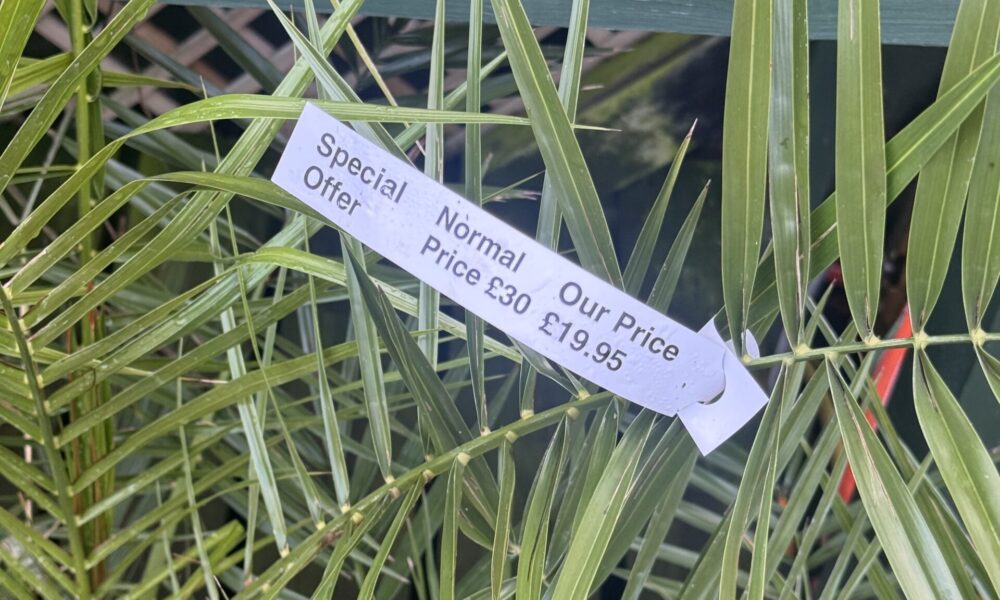 Special Normal Our Price
Offer Price £30 £19.95